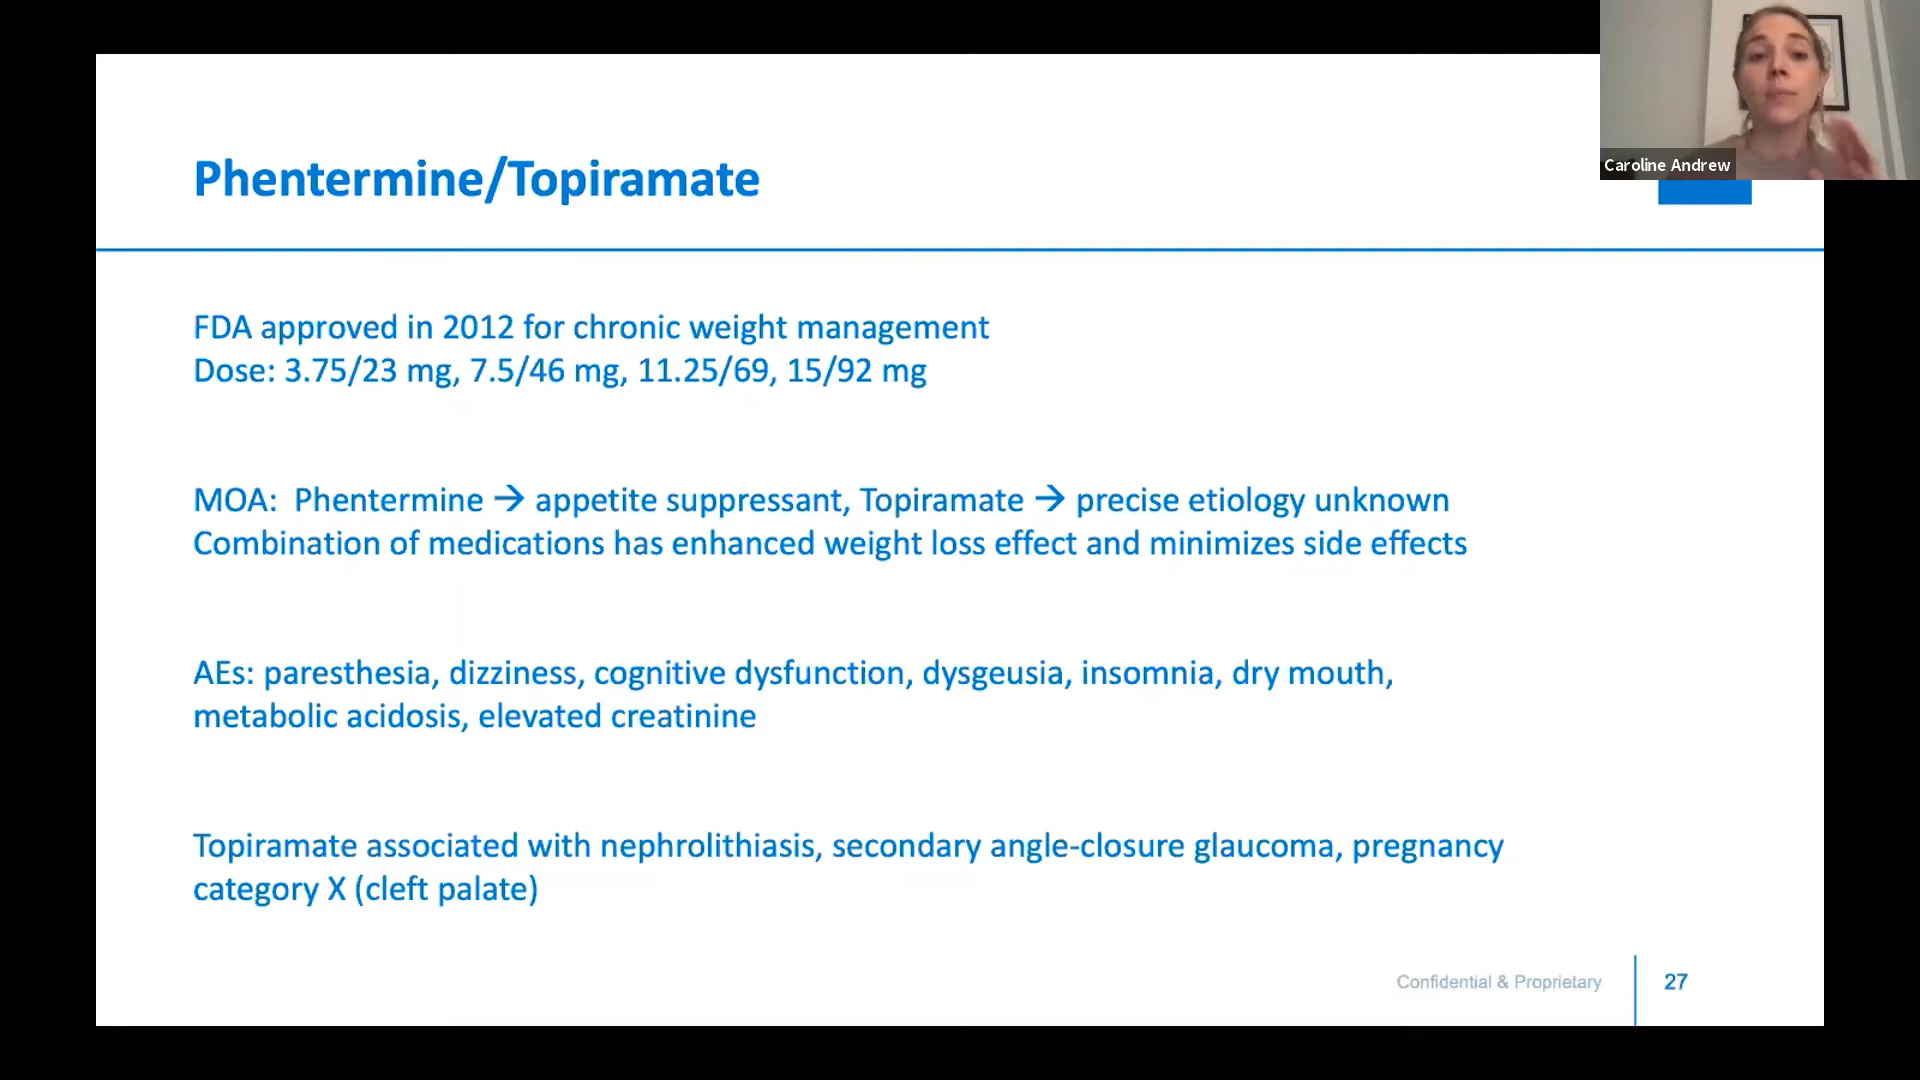 Caroline Andrew
Phentermine/Topiramate
FDA approved in 2012 for chronic weight management
Dose: 3.75/23 mg, 7.5/46 mg, 11.25/69, 15/92 mg
MOA:  Phentermine → appetite suppressant, Topiramate → precise etiology unknown
Combination of medications has enhanced weight loss effect and minimizes side effects
AEs: paresthesia, dizziness, cognitive dysfunction, dysgeusia, insomnia, dry mouth,
metabolic acidosis, elevated creatinine
Topiramate associated with nephrolithiasis, secondary angle-closure glaucoma, pregnancy
category X (cleft palate)
Confidential & Proprietary
27